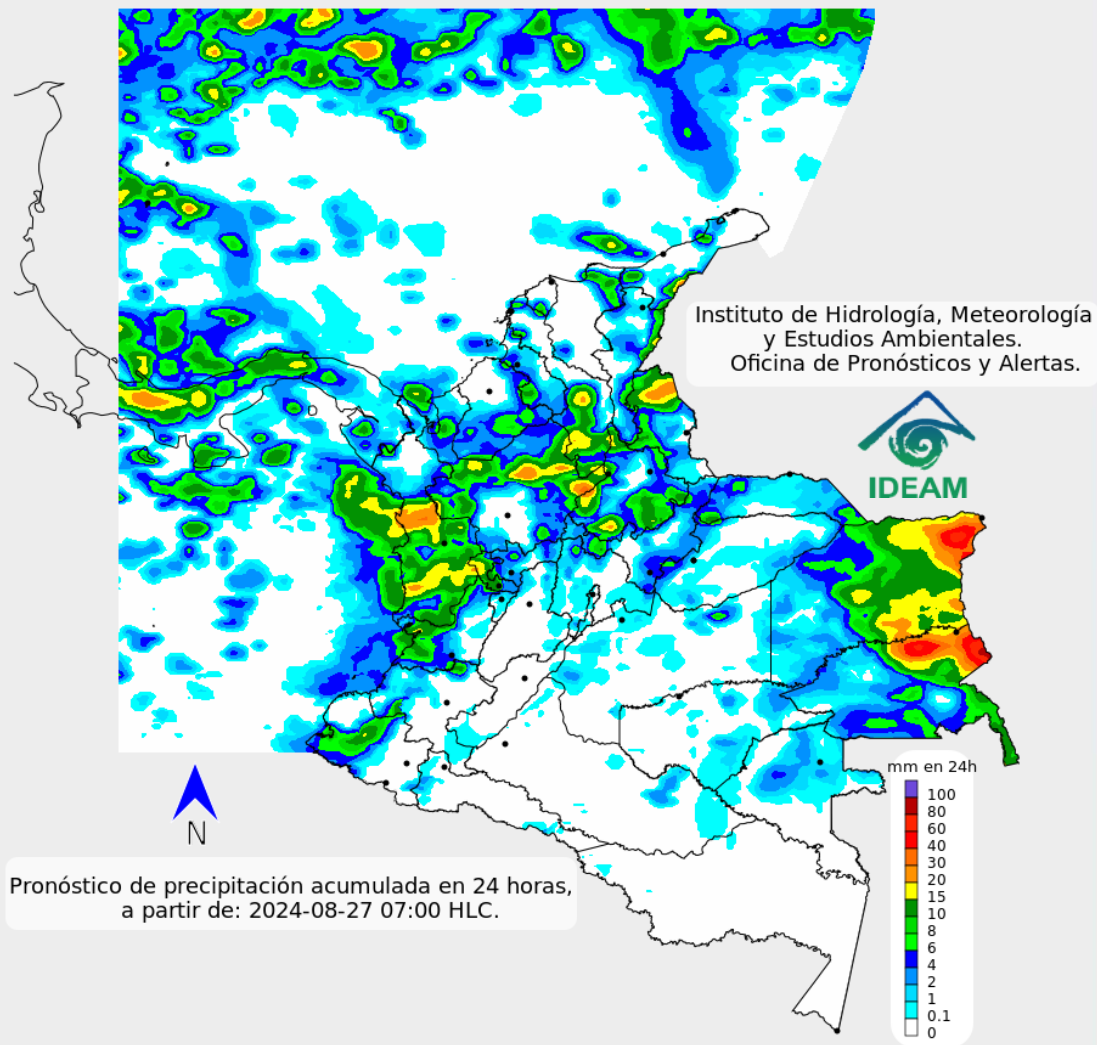 Instituto de Hidrología, Meteorología
y Estudios Ambientales.
Oficina de Pronósticos y Alertas.
IDEAM
mm en 24h
100
80
60
40
30
20
15
10
8
6
4
2
1
0.1
0
N
Pronóstico de precipitación acumulada en 24 horas,
a partir de: 2024-08-27 07:00 HLC.